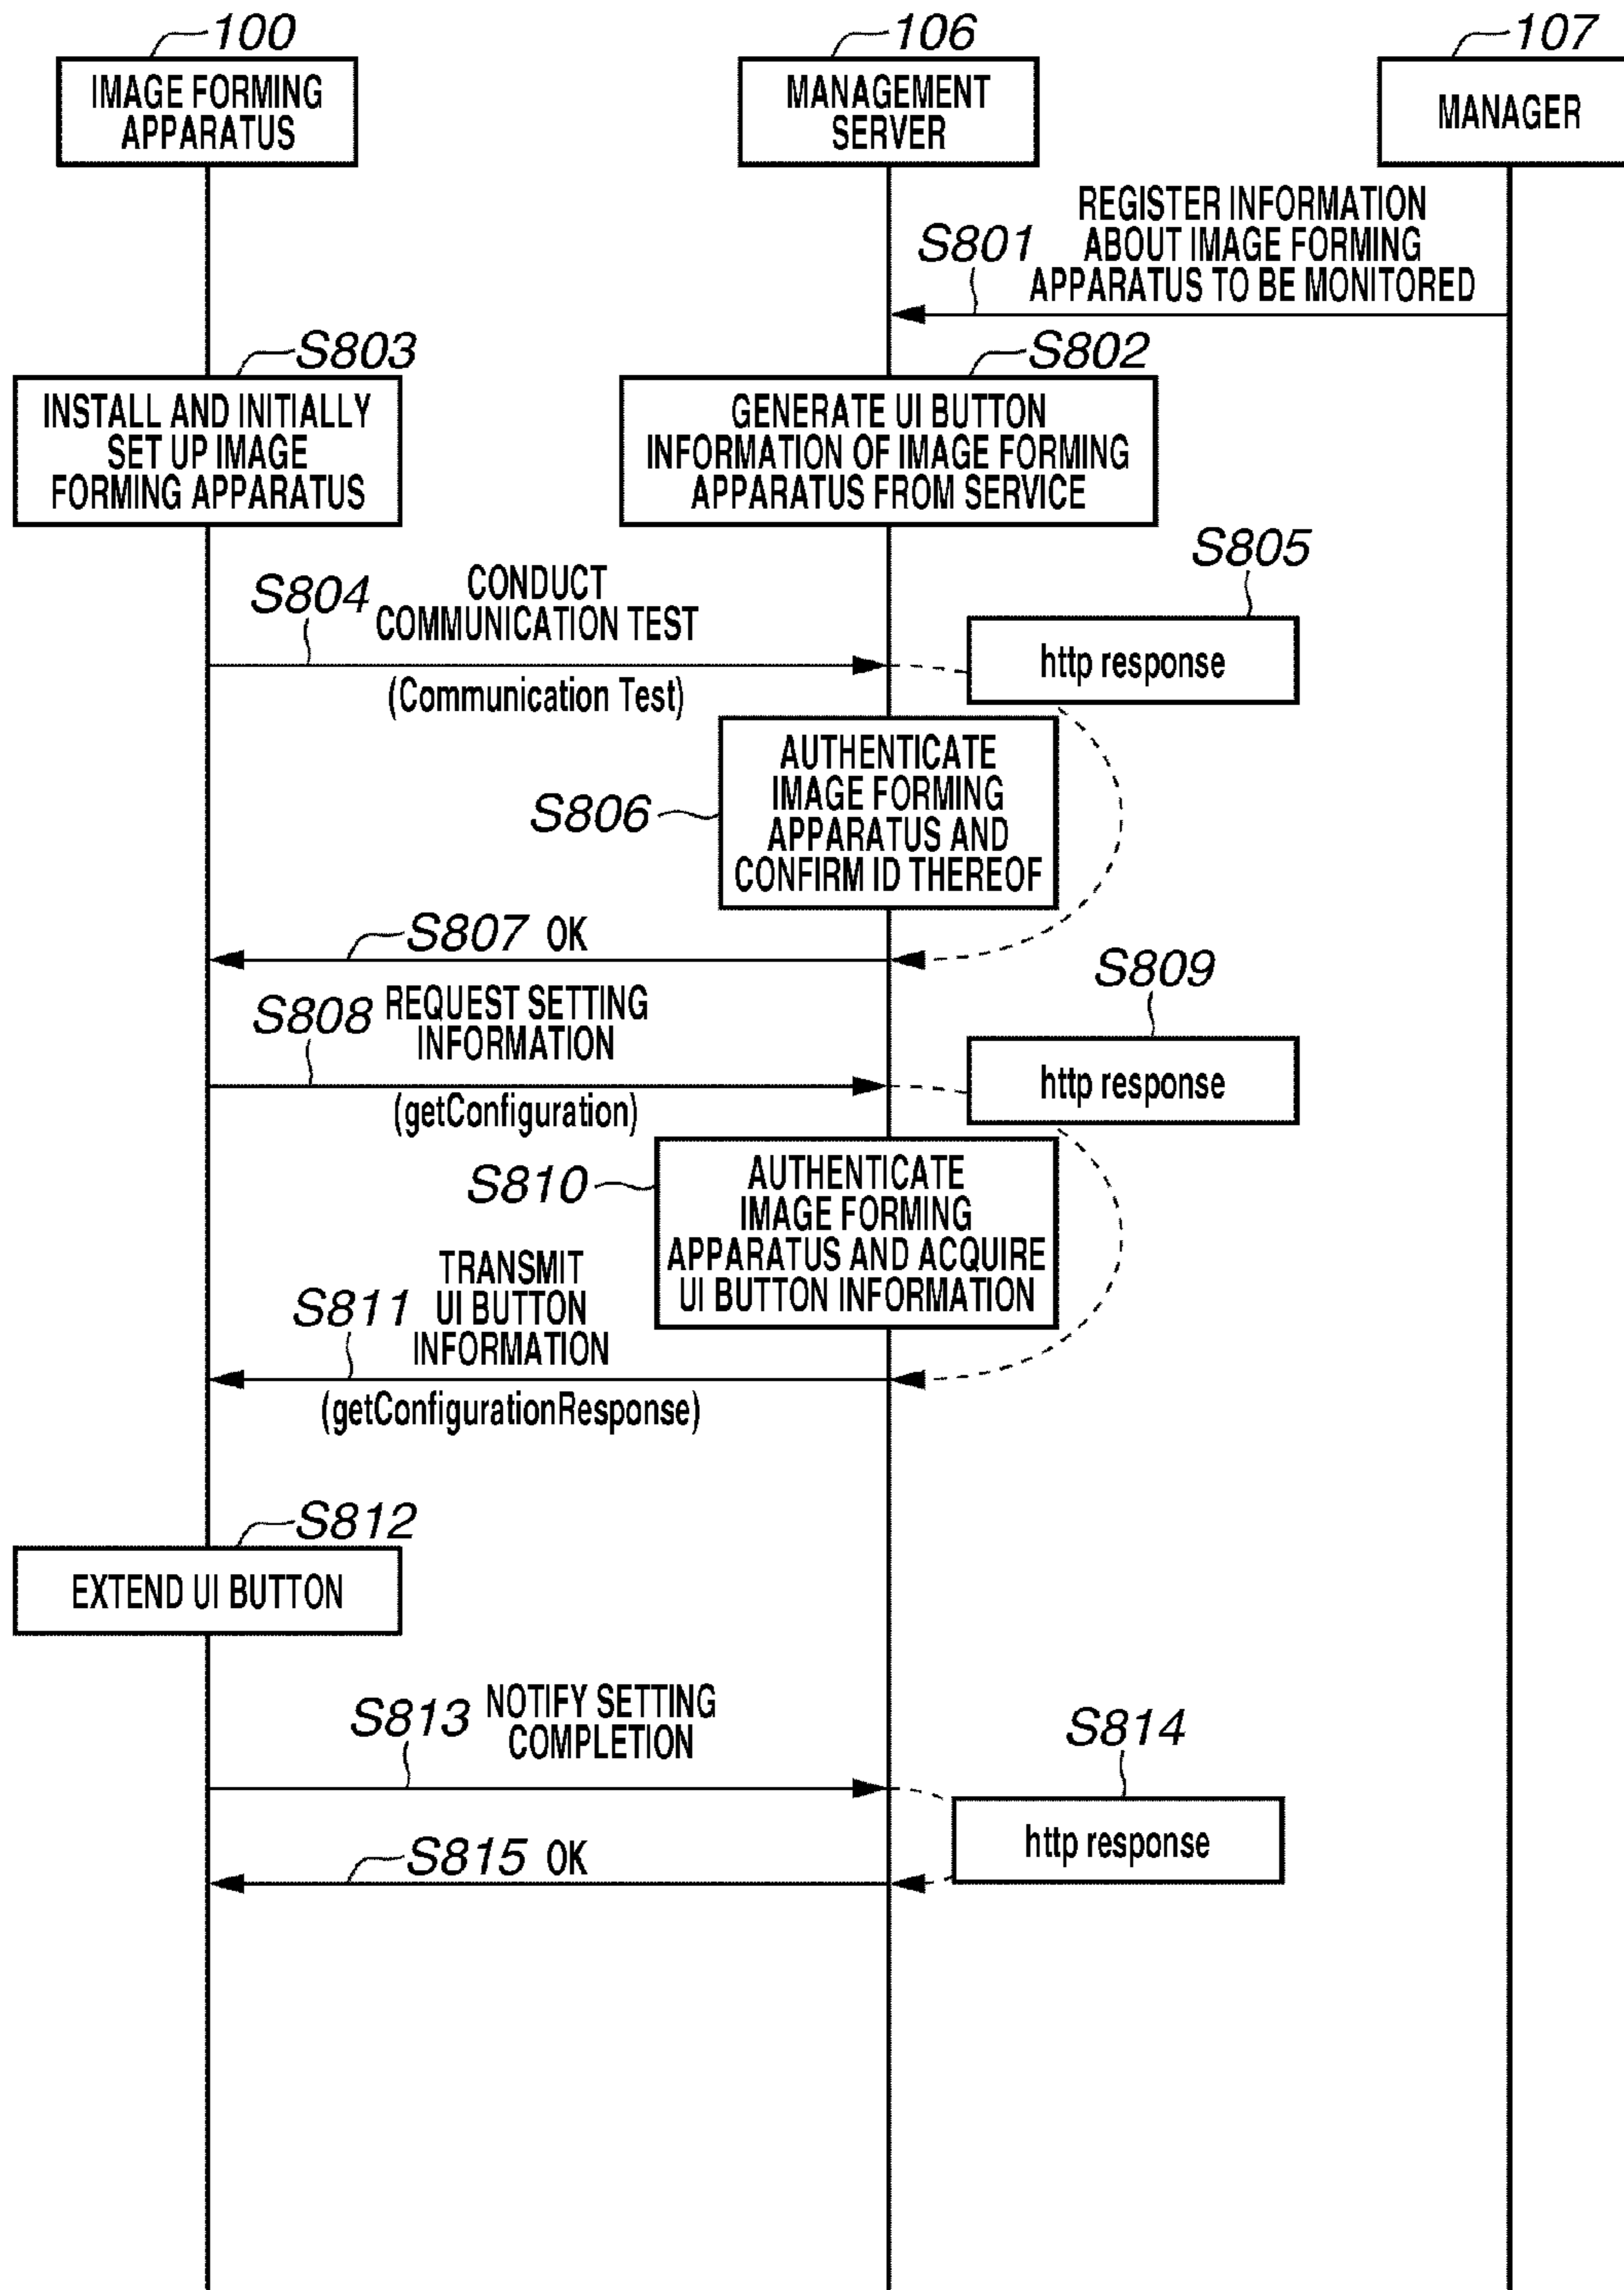 100
106
107
IMAGE FORMING
APPARATUS
MANAGEMENT
SERVER
MANAGER
S801
REGISTER INFORMATION
ABOUT IMAGE FORMING
APPARATUS TO BE MONITORED
S803
S802
INSTALL AND INITIALLY
SET UP IMAGE
FORMING APPARATUS
GENERATE UI BUTTON
INFORMATION OF IMAGE FORMING
APPARATUS FROM SERVICE
S804
CONDUCT
COMMUNICATION TEST
(Communication Test)
S805
http response
S806
AUTHENTICATE
IMAGE FORMING
APPARATUS AND
CONFIRM ID THEREOF
S807 OK
S808
REQUEST SETTING
INFORMATION
(getConfiguration)
S809
http response
S810
AUTHENTICATE
IMAGE FORMING
APPARATUS AND ACQUIRE
UI BUTTON INFORMATION
S811
TRANSMIT
UI BUTTON
INFORMATION
(getConfigurationResponse)
S812
EXTEND UI BUTTON
S813
NOTIFY SETTING
COMPLETION
S814
http response
S815 OK